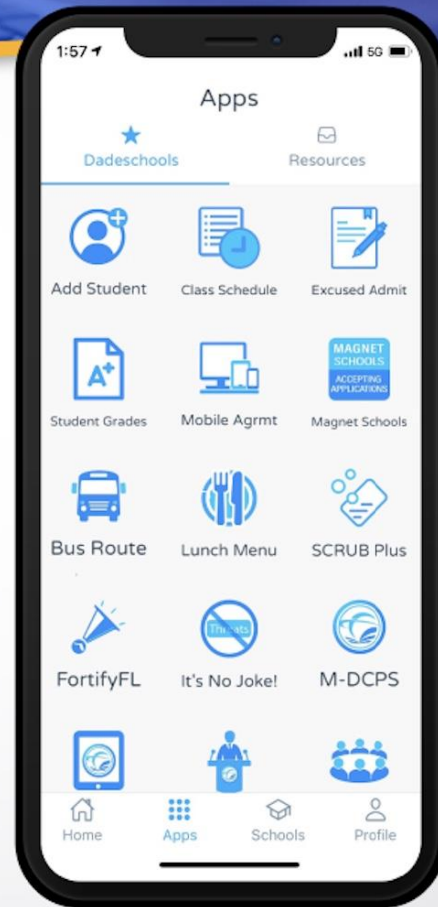 1:57
5G
Apps
Dadeschools
Resources
Add Student
Class Schedule
Excused Admit
A+
MAGNET
SCHOOLS
ACCEPTING
APPLICATIONS
Student Grades
Mobile Agrmt
Magnet Schools
Bus Route
Lunch Menu
SCRUB Plus
Threats
FortifyFL
It's No Joke!
M-DCPS
Home
Apps
Schools
Profile